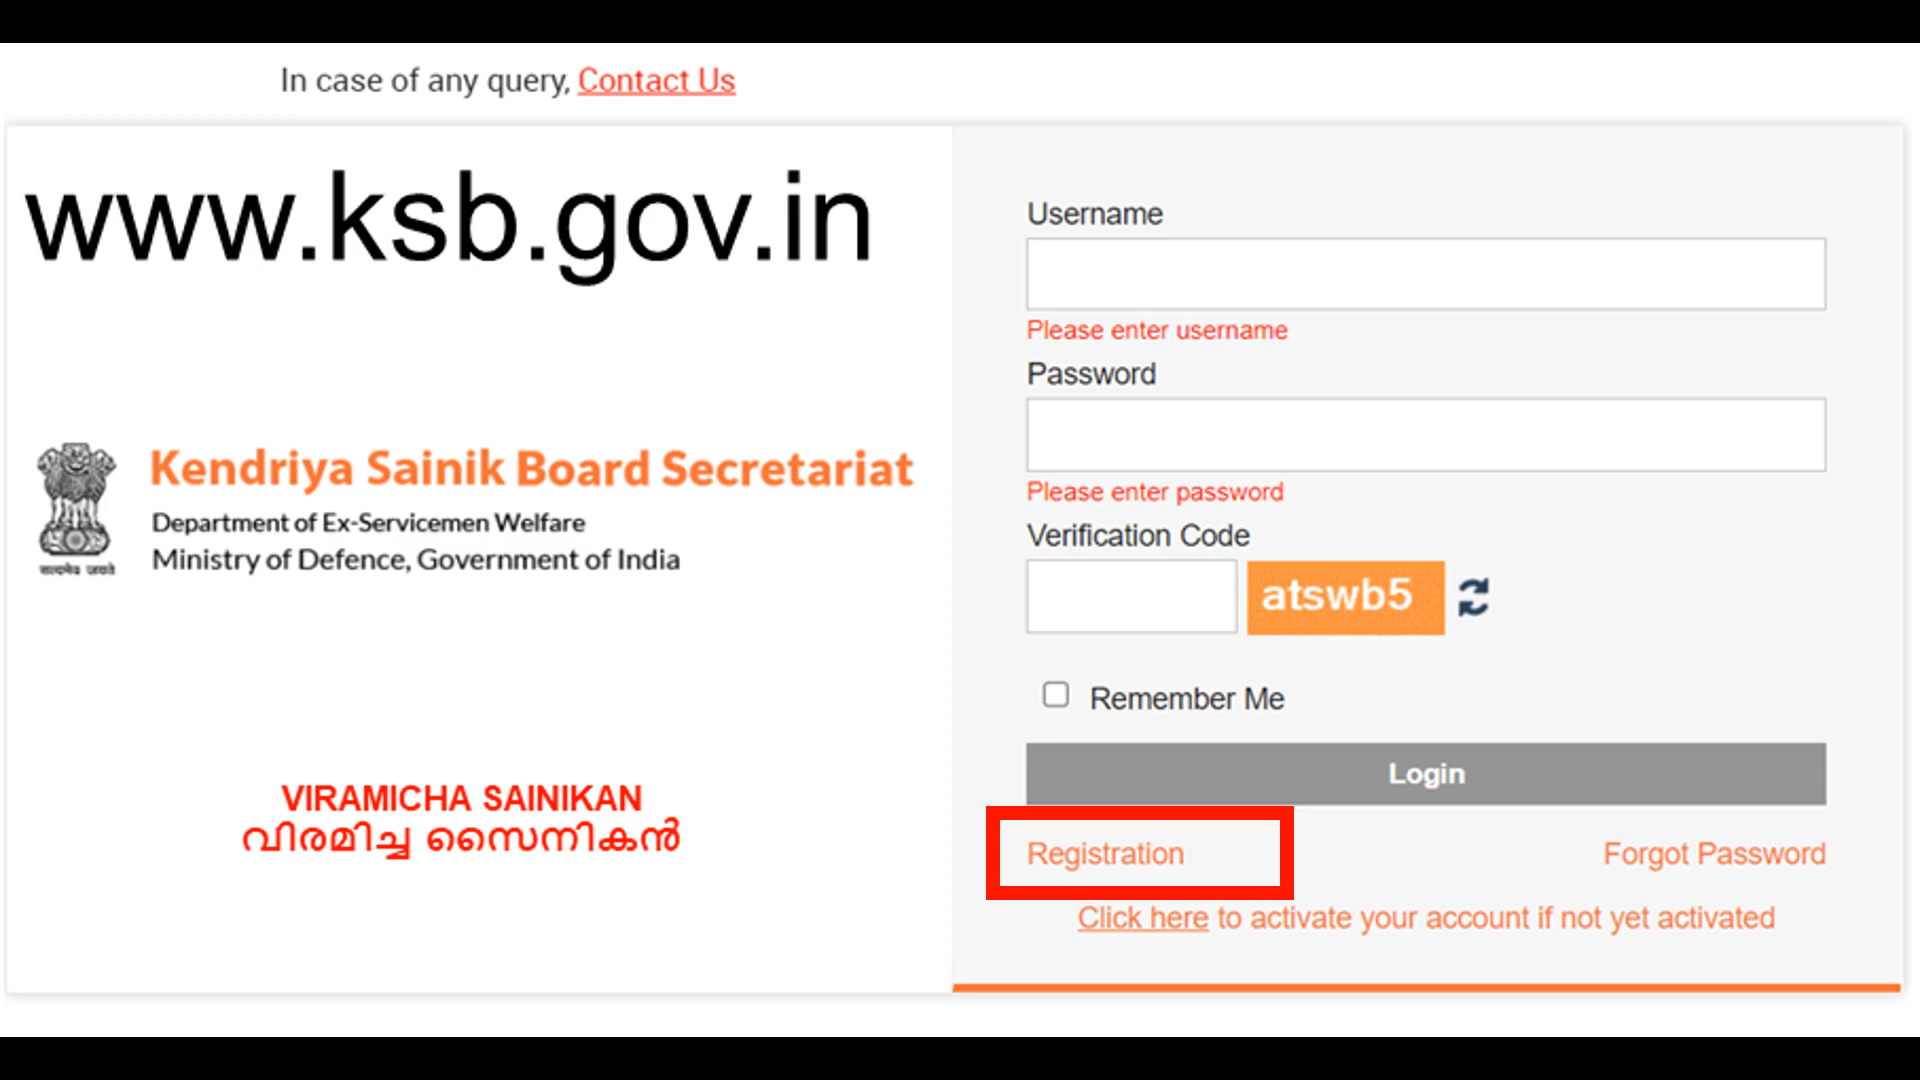 In case of any query, Contact Us
www.ksb.gov.in
Kendriya Sainik Board Secretariat
Department of Ex-Servicemen Welfare
Ministry of Defence, Government of India
सत्यमेव जयते
VIRAMICHA SAINIKAN
വിരമിച്ച സൈനികൻ
Username
Please enter username
Password
Please enter password
Verification Code
atswb5
Remember Me
Login
Registration
Forgot Password
Click here to activate your account if not yet activated